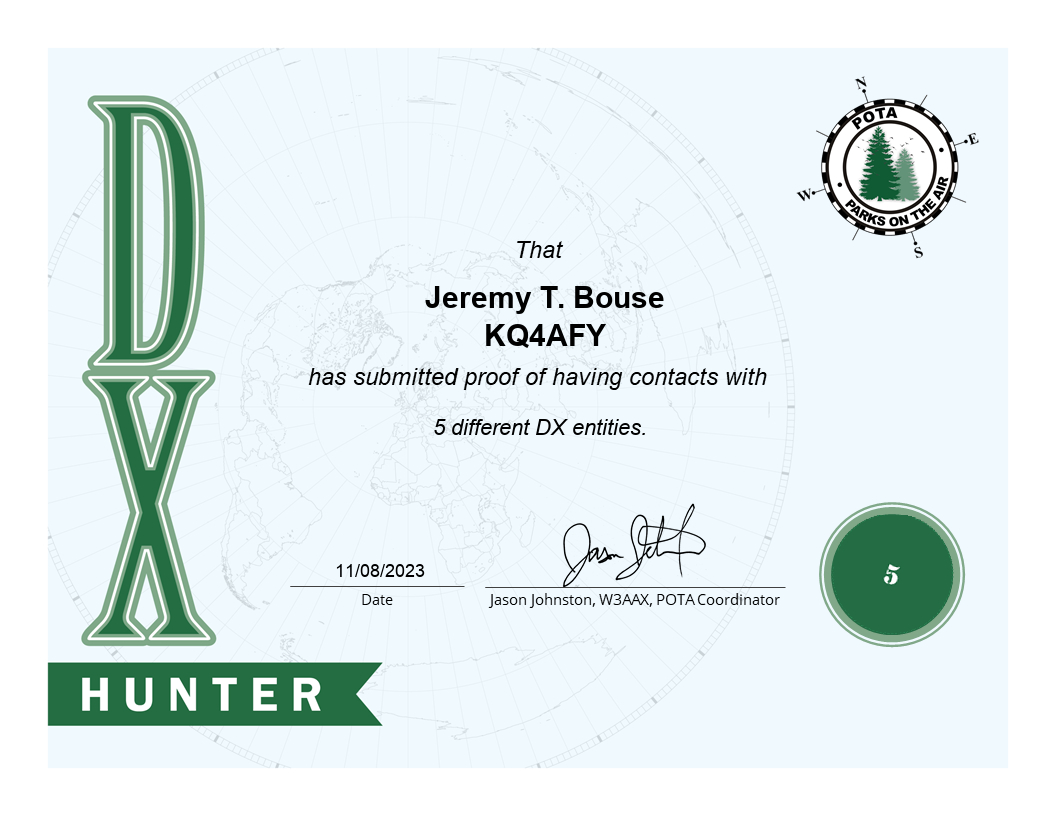 DX
HUNTER
N
E
W
S
POTA
PARKS ON THE AIR
That
Jeremy T. Bouse
KQ4AFY
has submitted proof of having contacts with
5 different DX entities.
Jason Johnston
11/08/2023
Date
Jason Johnston, W3AAX, POTA Coordinator
5